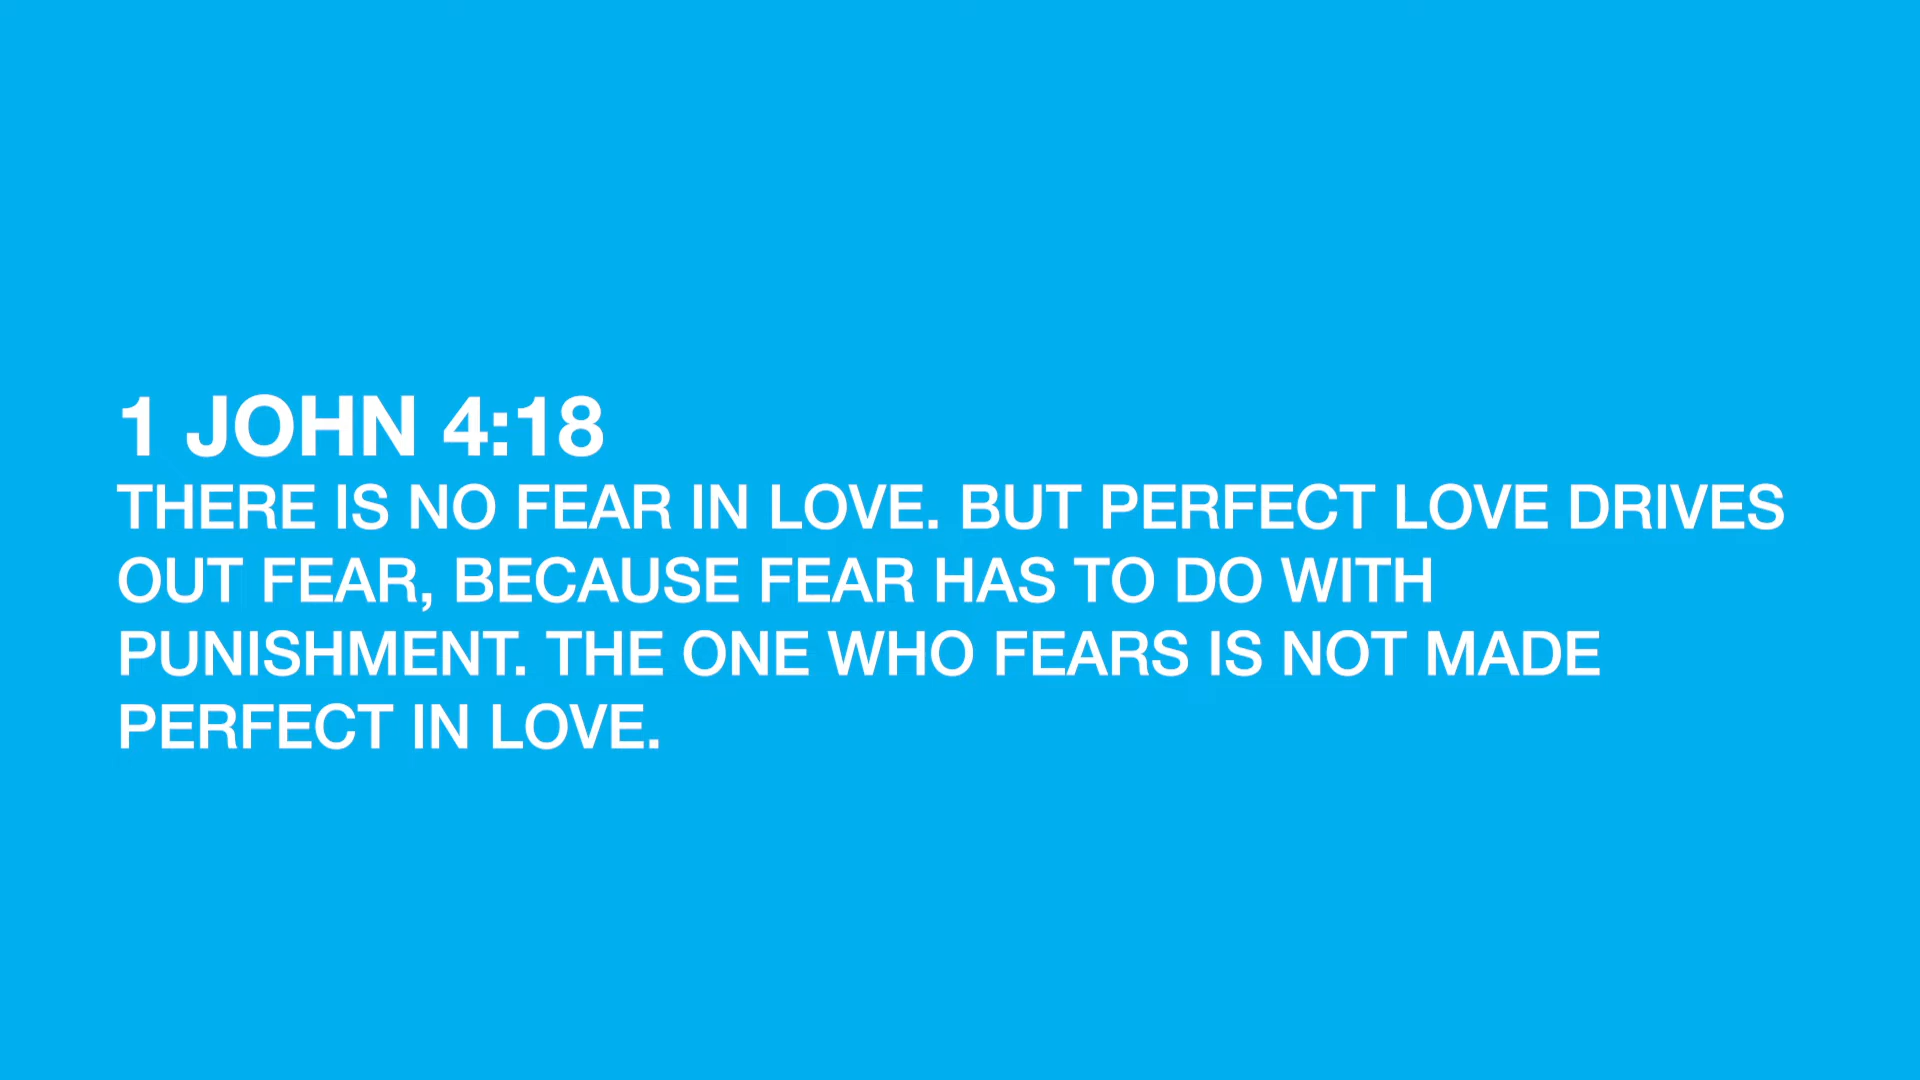 1 JOHN 4:18
THERE IS NO FEAR IN LOVE. BUT PERFECT LOVE DRIVES
OUT FEAR, BECAUSE FEAR HAS TO DO WITH
PUNISHMENT. THE ONE WHO FEARS IS NOT MADE
PERFECT IN LOVE.